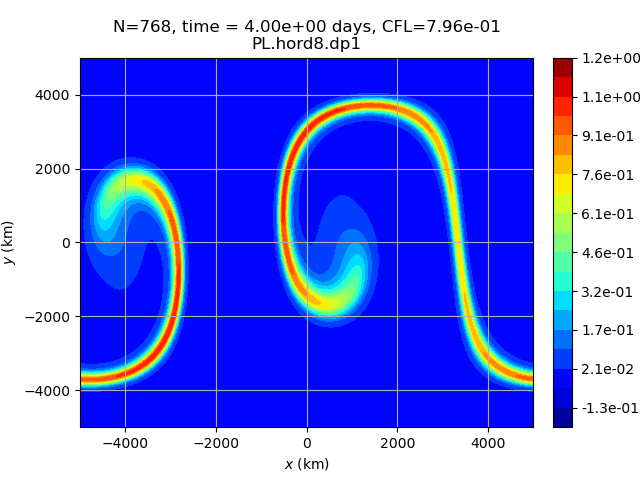 N=768, time = 4.00e+00 days, CFL=7.96e-01
PL.hord8.dp1
1.2e+00
1.1e+00
9.1e-01
7.6e-01
6.1e-01
4.6e-01
3.2e-01
1.7e-01
2.1e-02
-1.3e-01
4000
2000
0
−2000
−4000
y (km)
−4000
−2000
0
2000
4000
x (km)